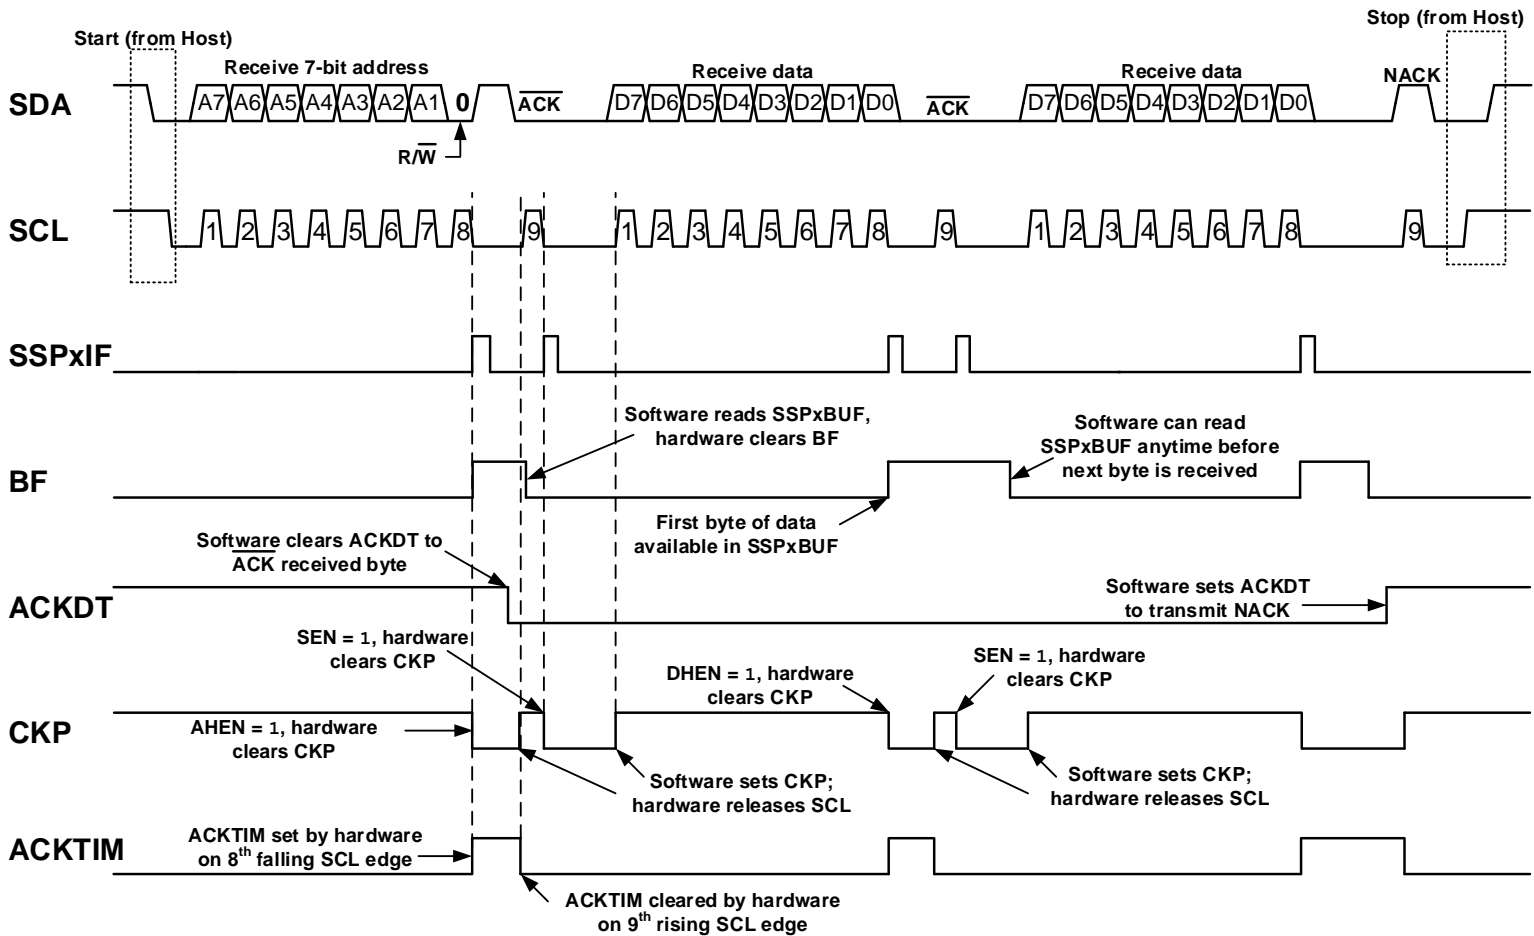 Start (from Host)
Stop (from Host)
Receive 7-bit address
Receive data
Receive data
NACK
SDA
A7 A6 A5 A4 A3 A2 A1 0
ACK
D7 D6 D5 D4 D3 D2 D1 D0
ACK
D7 D6 D5 D4 D3 D2 D1 D0
R/W
SCL
1 2 3 4 5 6 7 8 9
1 2 3 4 5 6 7 8 9
1 2 3 4 5 6 7 8 9
SSPxIF
Software reads SSPxBUF,
hardware clears BF
Software can read
SSPxBUF anytime before
next byte is received
BF
First byte of data
available in SSPxBUF
Software clears ACKDT to
ACK received byte
ACKDT
Software sets ACKDT
to transmit NACK
SEN = 1, hardware
clears CKP
DHEN = 1, hardware
clears CKP
SEN = 1, hardware
clears CKP
CKP
AHEN = 1, hardware
clears CKP
Software sets CKP;
hardware releases SCL
Software sets CKP;
hardware releases SCL
ACKTIM
ACKTIM set by hardware
on 8th falling SCL edge
ACKTIM cleared by hardware
on 9th rising SCL edge